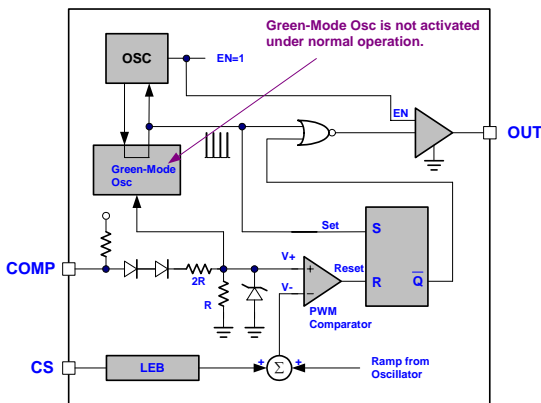 Green-Mode Osc is not activated
under normal operation.
OSC
EN=1
EN
OUT
Green-Mode
Osc
Set
S
COMP
2R
V+
+
Reset
R
Q
R
V-
−
PWM
Comparator
CS
LEB
+
Σ
+
Ramp from
Oscillator